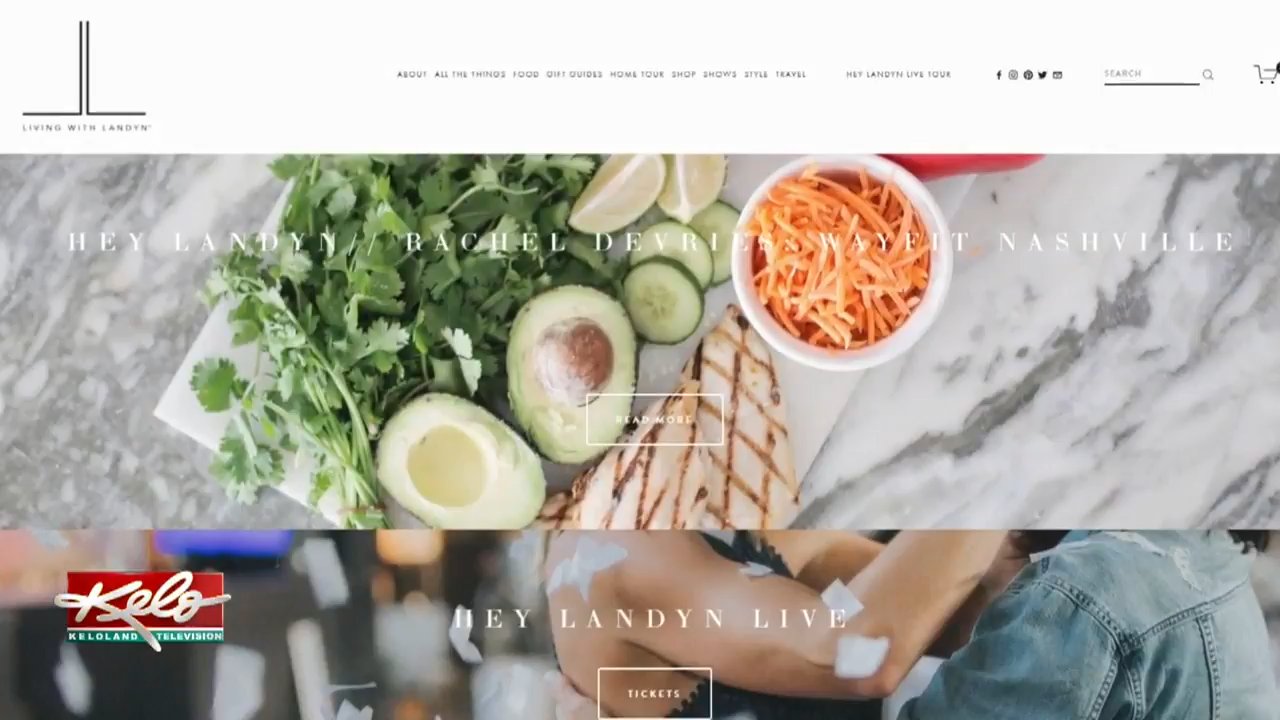 LIVING WITH LANDYN
ABOUT ALL THE THINGS FOOD GIFT GUIDES HOME TOUR SHOP SHOWS STYLE TRAVEL HEY LANDYN LIVE TOUR
SEARCH
HEY LANDYN// RACHEL DEVRIES & WAYFIT NASHVILLE
READ MORE
Kelo
KELOLAND TELEVISION
HEY LANDYN LIVE
TICKETS